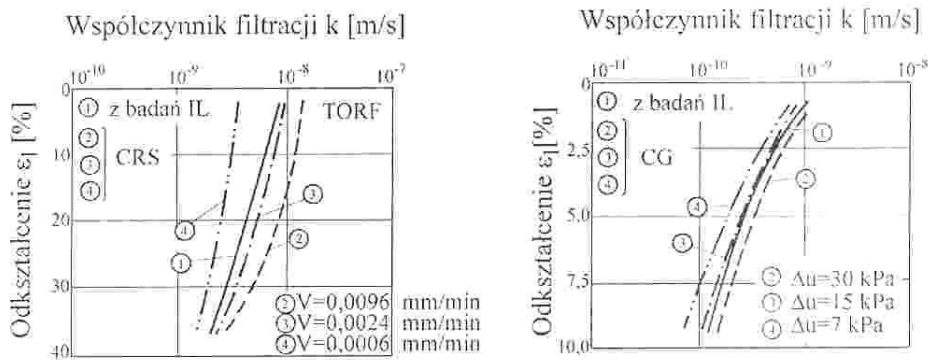 Współczynnik filtracji k [m/s]
10⁻¹⁰ 10⁻⁹ 10⁻⁸ 10⁻⁷
Odkształcenie ε₁ [%]
0
10
20
30
40
① z badań IL
TORF
②
③ CRS
④
③
④
②
①
② V=0,0096 mm/min
③ V=0,0024 mm/min
④ V=0,0006 mm/min
Współczynnik filtracji k [m/s]
10⁻¹¹ 10⁻¹⁰ 10⁻⁹ 10⁻⁸
Odkształcenie ε₁ [%]
0
2,5
5,0
7,5
10,0
① z badań IL
②
③ CG
④
①
②
④
③
② Δu=30 kPa
③ Δu=15 kPa
④ Δu=7 kPa